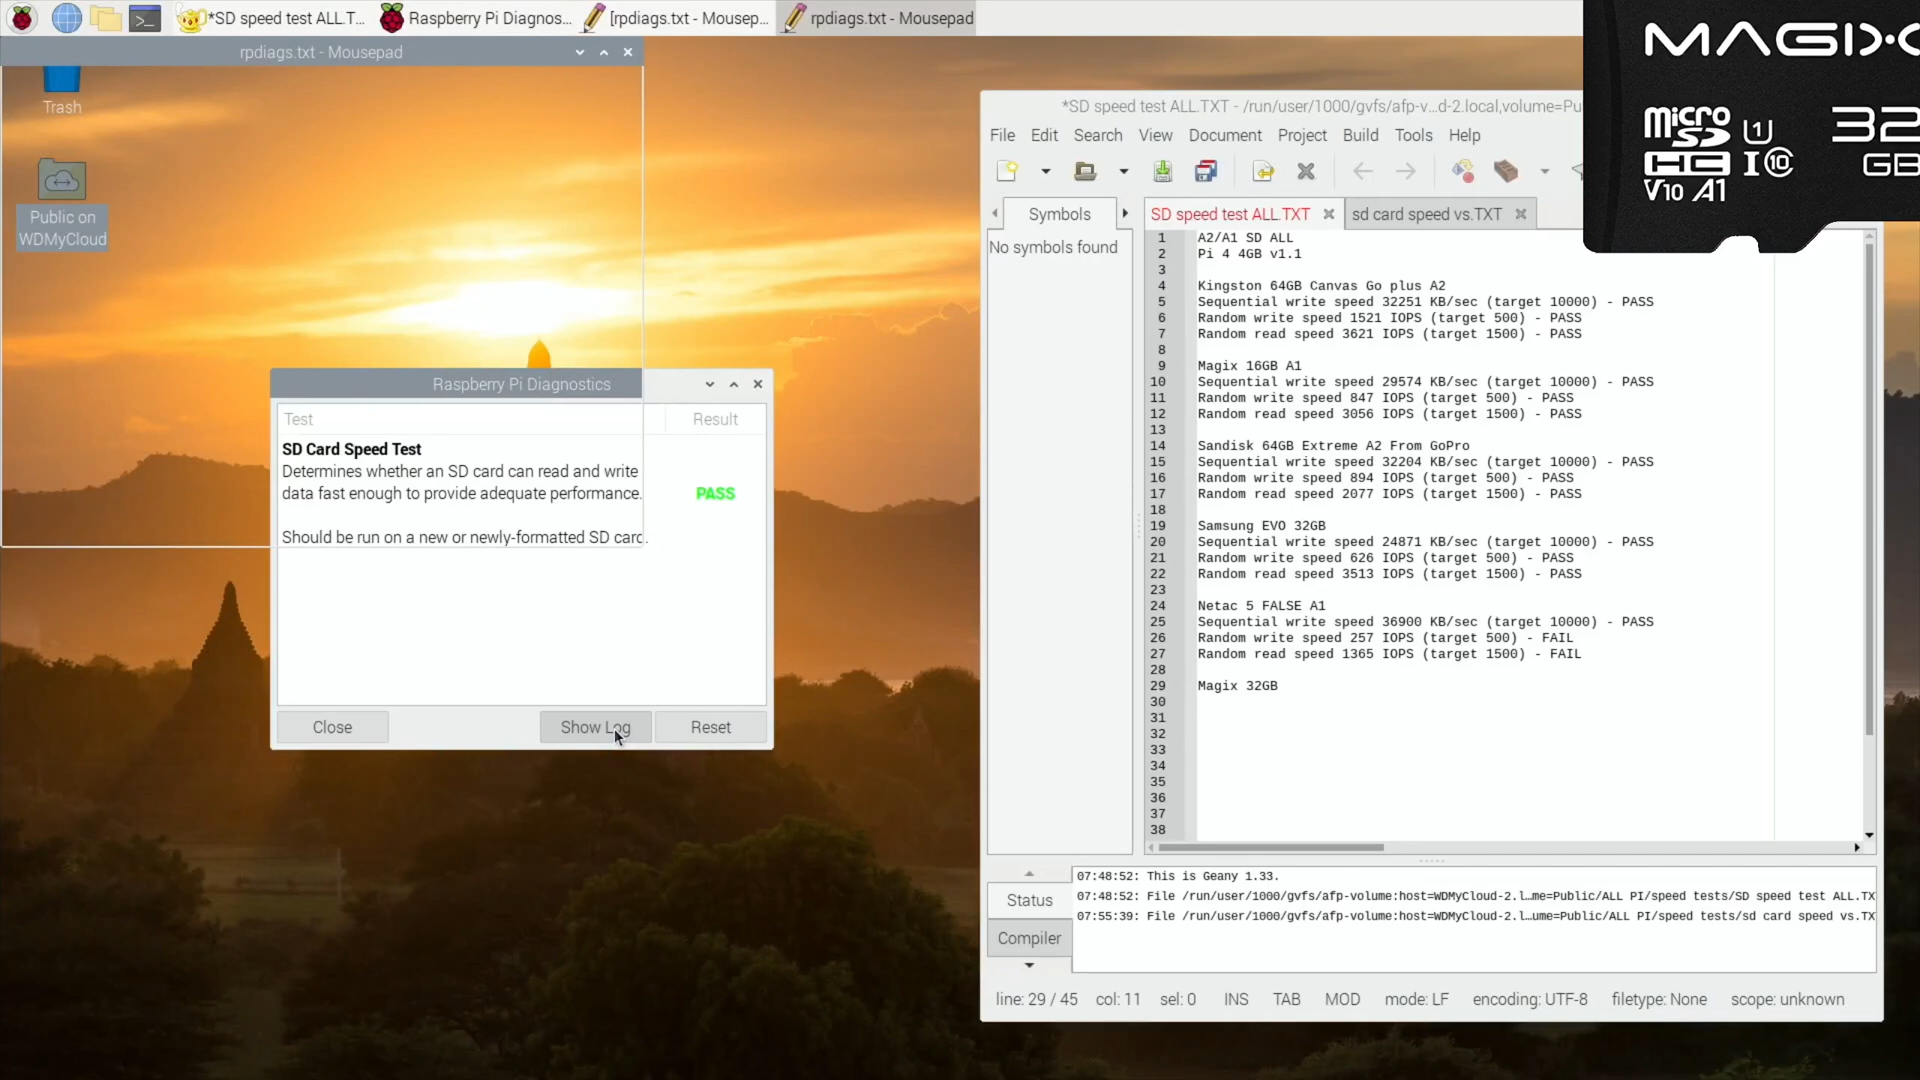 *SD speed test ALL.T...
Raspberry Pi Diagnos...
[rpdiags.txt - Mousep...
rpdiags.txt - Mousepad
rpdiags.txt - Mousepad
Trash
Public on
WDMyCloud
Raspberry Pi Diagnostics
Test
Result
SD Card Speed Test
Determines whether an SD card can read and write
data fast enough to provide adequate performance.
PASS
Should be run on a new or newly-formatted SD card.
Close
Show Log
Reset
*SD speed test ALL.TXT - /run/user/1000/gvfs/afp-v...d-2.local,volume=Pu
File Edit Search View Document Project Build Tools Help
Symbols
No symbols found
SD speed test ALL.TXT
sd card speed vs.TXT
1 A2/A1 SD ALL
2 Pi 4 4GB v1.1
3
4 Kingston 64GB Canvas Go plus A2
5 Sequential write speed 32251 KB/sec (target 10000) - PASS
6 Random write speed 1521 IOPS (target 500) - PASS
7 Random read speed 3621 IOPS (target 1500) - PASS
8
9 Magix 16GB A1
10 Sequential write speed 29574 KB/sec (target 10000) - PASS
11 Random write speed 847 IOPS (target 500) - PASS
12 Random read speed 3056 IOPS (target 1500) - PASS
13
14 Sandisk 64GB Extreme A2 From GoPro
15 Sequential write speed 32204 KB/sec (target 10000) - PASS
16 Random write speed 894 IOPS (target 500) - PASS
17 Random read speed 2077 IOPS (target 1500) - PASS
18
19 Samsung EVO 32GB
20 Sequential write speed 24871 KB/sec (target 10000) - PASS
21 Random write speed 626 IOPS (target 500) - PASS
22 Random read speed 3513 IOPS (target 1500) - PASS
23
24 Netac 5 FALSE A1
25 Sequential write speed 36900 KB/sec (target 10000) - PASS
26 Random write speed 257 IOPS (target 500) - FAIL
27 Random read speed 1365 IOPS (target 1500) - FAIL
28
29 Magix 32GB
30
31
32
33
34
35
36
37
38
Status
Compiler
07:48:52: This is Geany 1.33.
07:48:52: File /run/user/1000/gvfs/afp-volume:host=WDMyCloud-2.l...me=Public/ALL PI/speed tests/SD speed test ALL.TX
07:55:39: File /run/user/1000/gvfs/afp-volume:host=WDMyCloud-2.l...ume=Public/ALL PI/speed tests/sd card speed vs.TX
line: 29 / 45 col: 11 sel: 0 INS TAB MOD mode: LF encoding: UTF-8 filetype: None scope: unknown
MAGIX
micro SD HC I U1 10
32 GB
V10 A1